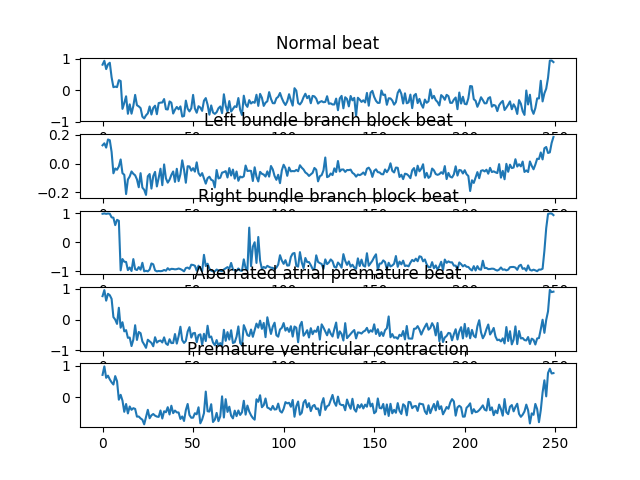 Normal beat
1
0
−1
Left bundle branch block beat
0.2
0.0
−0.2
Right bundle branch block beat
1
0
−1
Aberrated atrial premature beat
1
0
−1
Premature ventricular contraction
1
0
0 50 100 150 200 250